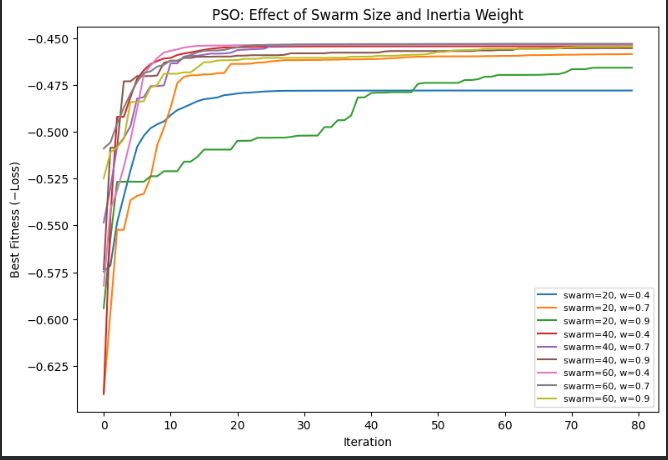 PSO: Effect of Swarm Size and Inertia Weight
Best Fitness (−Loss)
−0.450
−0.475
−0.500
−0.525
−0.550
−0.575
−0.600
−0.625
swarm=20, w=0.4
swarm=20, w=0.7
swarm=20, w=0.9
swarm=40, w=0.4
swarm=40, w=0.7
swarm=40, w=0.9
swarm=60, w=0.4
swarm=60, w=0.7
swarm=60, w=0.9
0 10 20 30 40 50 60 70 80
Iteration